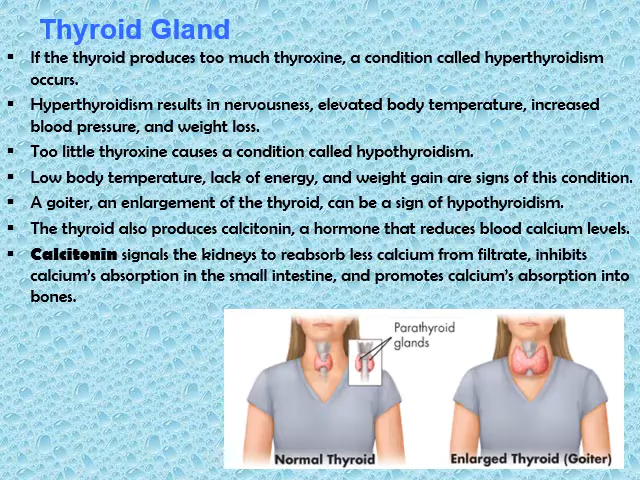 Thyroid Gland
▪ If the thyroid produces too much thyroxine, a condition called hyperthyroidism
occurs.
▪ Hyperthyroidism results in nervousness, elevated body temperature, increased
blood pressure, and weight loss.
▪ Too little thyroxine causes a condition called hypothyroidism.
▪ Low body temperature, lack of energy, and weight gain are signs of this condition.
▪ A goiter, an enlargement of the thyroid, can be a sign of hypothyroidism.
▪ The thyroid also produces calcitonin, a hormone that reduces blood calcium levels.
▪ Calcitonin signals the kidneys to reabsorb less calcium from filtrate, inhibits
calcium's absorption in the small intestine, and promotes calcium's absorption into
bones.
Parathyroid
glands
Normal Thyroid
Enlarged Thyroid (Goiter)